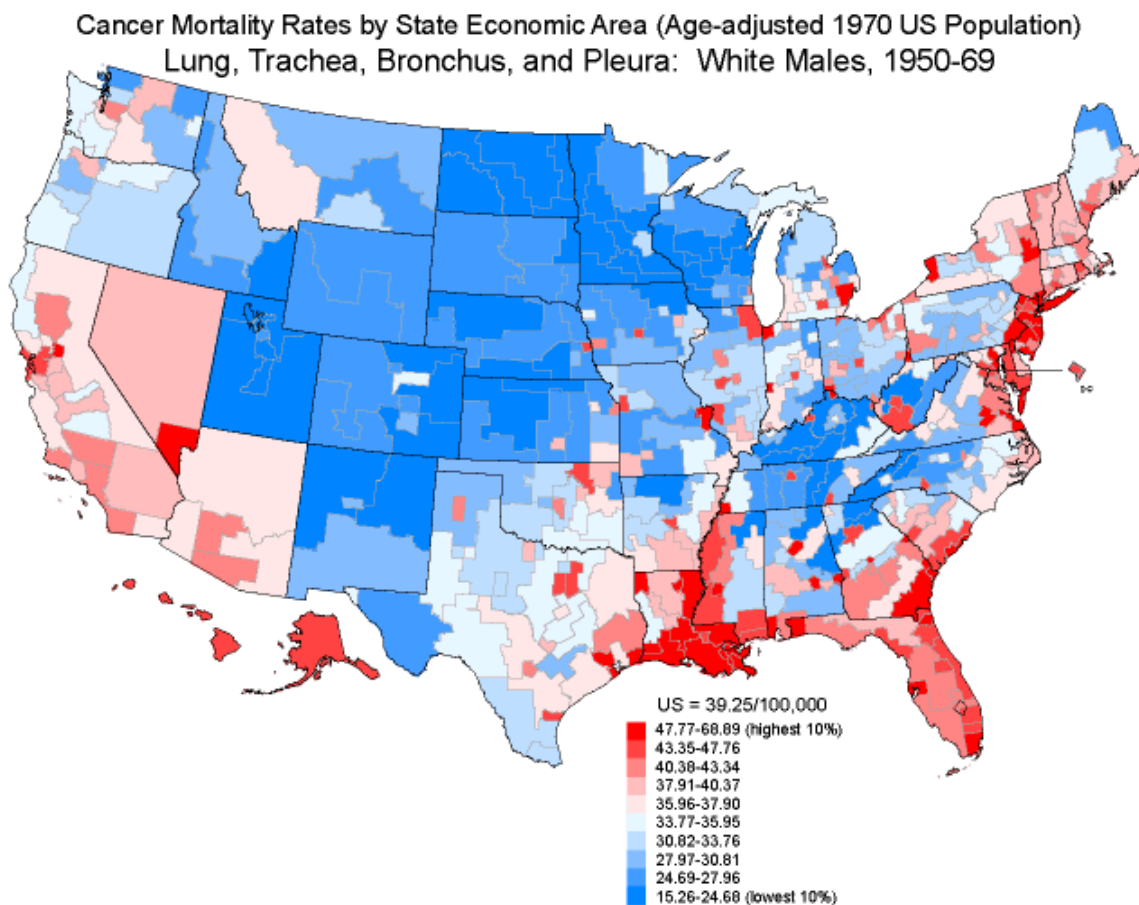 Cancer Mortality Rates by State Economic Area (Age-adjusted 1970 US Population)
Lung, Trachea, Bronchus, and Pleura: White Males, 1950-69
DC
US = 39.25/100,000
47.77-68.89 (highest 10%)
43.35-47.76
40.38-43.34
37.91-40.37
35.96-37.90
33.77-35.95
30.82-33.76
27.97-30.81
24.69-27.96
15.26-24.68 (lowest 10%)